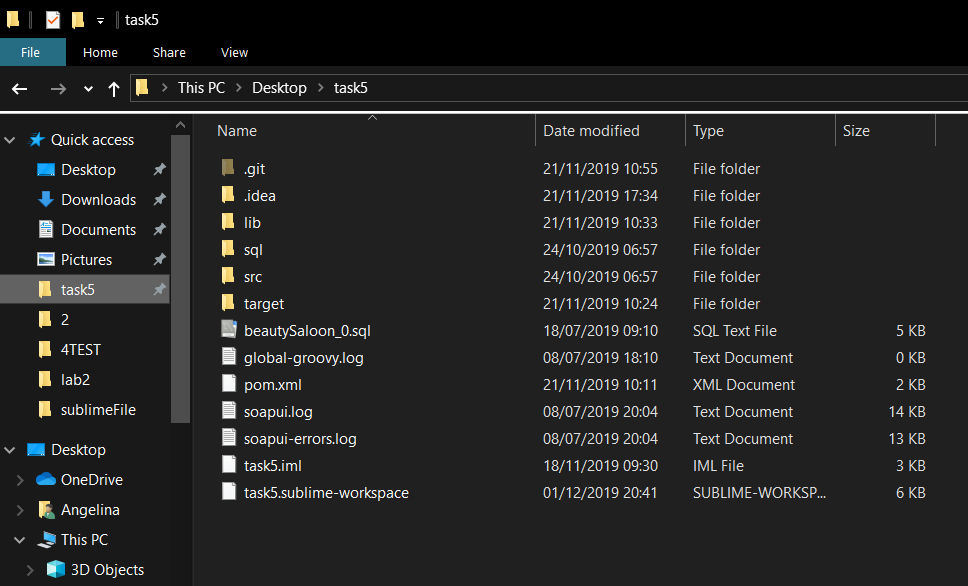 task5
File Home Share View
This PC Desktop task5
Name Date modified Type Size
Quick access
Desktop
Downloads
Documents
Pictures
task5
2
4TEST
lab2
sublimeFile
Desktop
OneDrive
Angelina
This PC
3D Objects
.git 21/11/2019 10:55 File folder
.idea 21/11/2019 17:34 File folder
lib 21/11/2019 10:33 File folder
sql 24/10/2019 06:57 File folder
src 24/10/2019 06:57 File folder
target 21/11/2019 10:24 File folder
beautySaloon_0.sql 18/07/2019 09:10 SQL Text File 5 KB
global-groovy.log 08/07/2019 18:10 Text Document 0 KB
pom.xml 21/11/2019 10:11 XML Document 2 KB
soapui.log 08/07/2019 20:04 Text Document 14 KB
soapui-errors.log 08/07/2019 20:04 Text Document 13 KB
task5.iml 18/11/2019 09:30 IML File 3 KB
task5.sublime-workspace 01/12/2019 20:41 SUBLIME-WORKSP... 6 KB